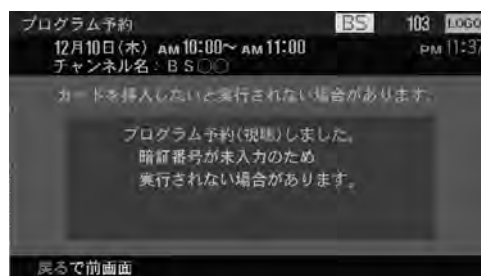 プログラム予約 BS 103 LOGO
12月10日(木) AM10:00~AM11:00 PM 11:37
チャンネル名:BS○○
カードを挿入しないと実行されない場合があります。
プログラム予約(視聴)しました。
暗証番号が未入力のため
実行されない場合があります。
戻るで前画面